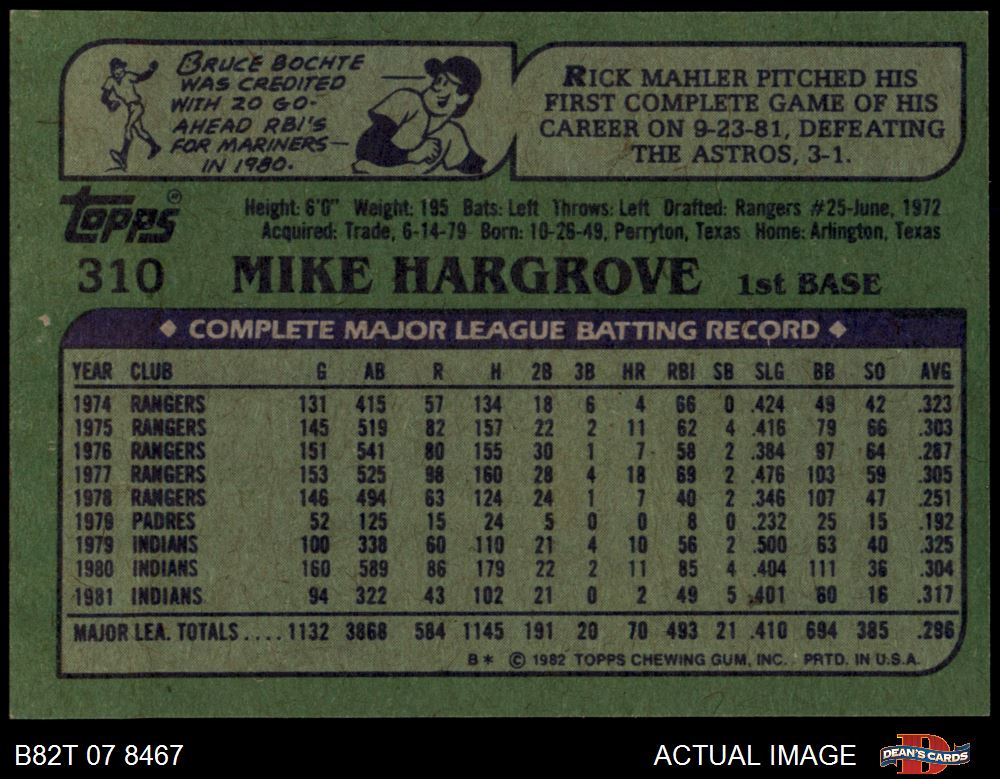 BRUCE BOCHTE
WAS CREDITED
WITH 20 GO-
AHEAD RBI'S
FOR MARINERS—
IN 1980.
RICK MAHLER PITCHED HIS
FIRST COMPLETE GAME OF HIS
CAREER ON 9-23-81, DEFEATING
THE ASTROS, 3-1.
topps®
Height: 6'0" Weight: 195 Bats: Left Throws: Left Drafted: Rangers #25-June, 1972
Acquired: Trade, 6-14-79 Born: 10-26-49, Perryton, Texas Home: Arlington, Texas
310 MIKE HARGROVE 1st BASE
◆ COMPLETE MAJOR LEAGUE BATTING RECORD ◆
YEAR CLUB G AB R H 2B 3B HR RBI SB SLG BB SO AVG
1974 RANGERS 131 415 57 134 18 6 4 66 0 .424 49 42 .323
1975 RANGERS 145 519 82 157 22 2 11 62 4 .416 79 66 .303
1976 RANGERS 151 541 80 155 30 1 7 58 2 .384 97 64 .287
1977 RANGERS 153 525 98 160 28 4 18 69 2 .476 103 59 .305
1978 RANGERS 146 494 63 124 24 1 7 40 2 .346 107 47 .251
1979 PADRES 52 125 15 24 5 0 0 8 0 .232 25 15 .192
1979 INDIANS 100 338 60 110 21 4 10 56 2 .500 63 40 .325
1980 INDIANS 160 589 86 179 22 2 11 85 4 .404 111 36 .304
1981 INDIANS 94 322 43 102 21 0 2 49 5 .401 60 16 .317
MAJOR LEA. TOTALS .... 1132 3868 584 1145 191 20 70 493 21 .410 694 385 .296
B* © 1982 TOPPS CHEWING GUM, INC. PRTD. IN U.S.A.
B82T 07 8467 ACTUAL IMAGE DEAN'S CARDS